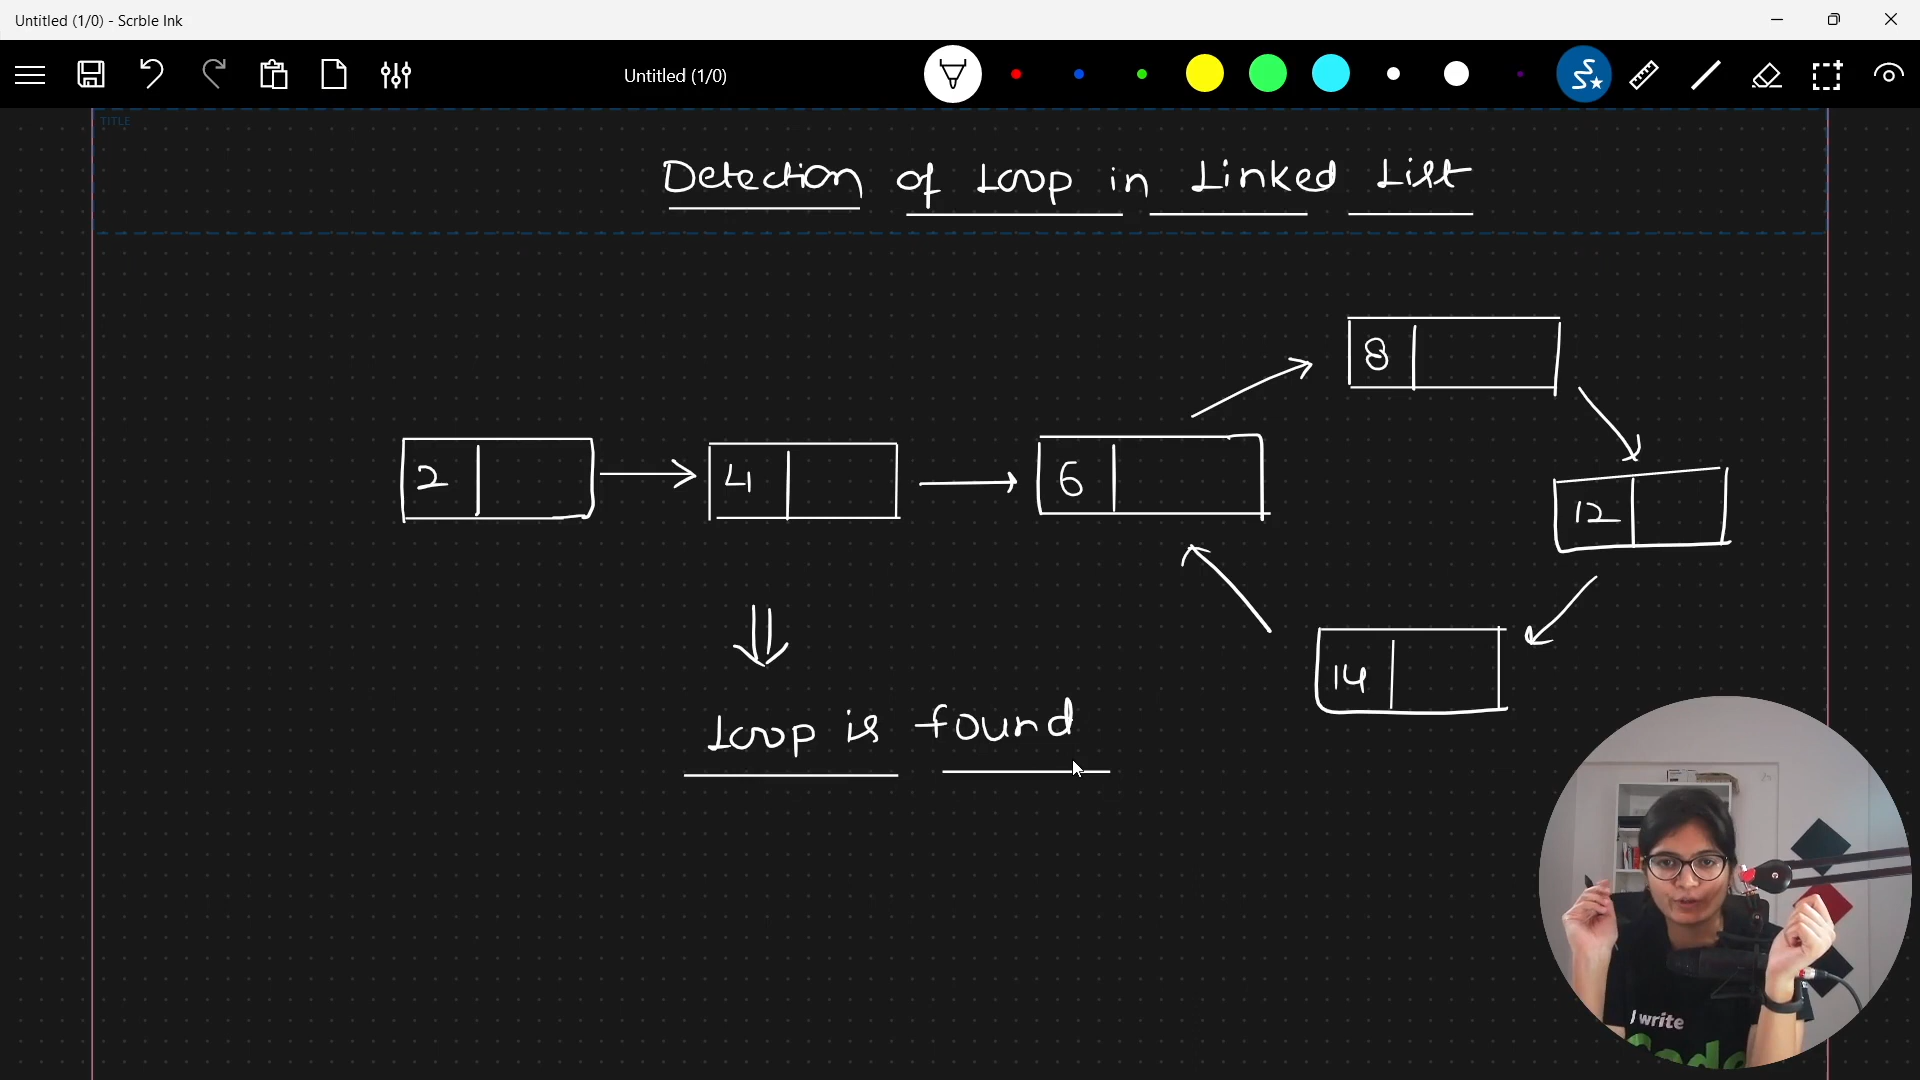 Untitled (1/0) - Scrble Ink
Untitled (1/0)
TITLE
Detection of Loop in Linked List
8
2 4 6
12
14
Loop is found
I write
Code